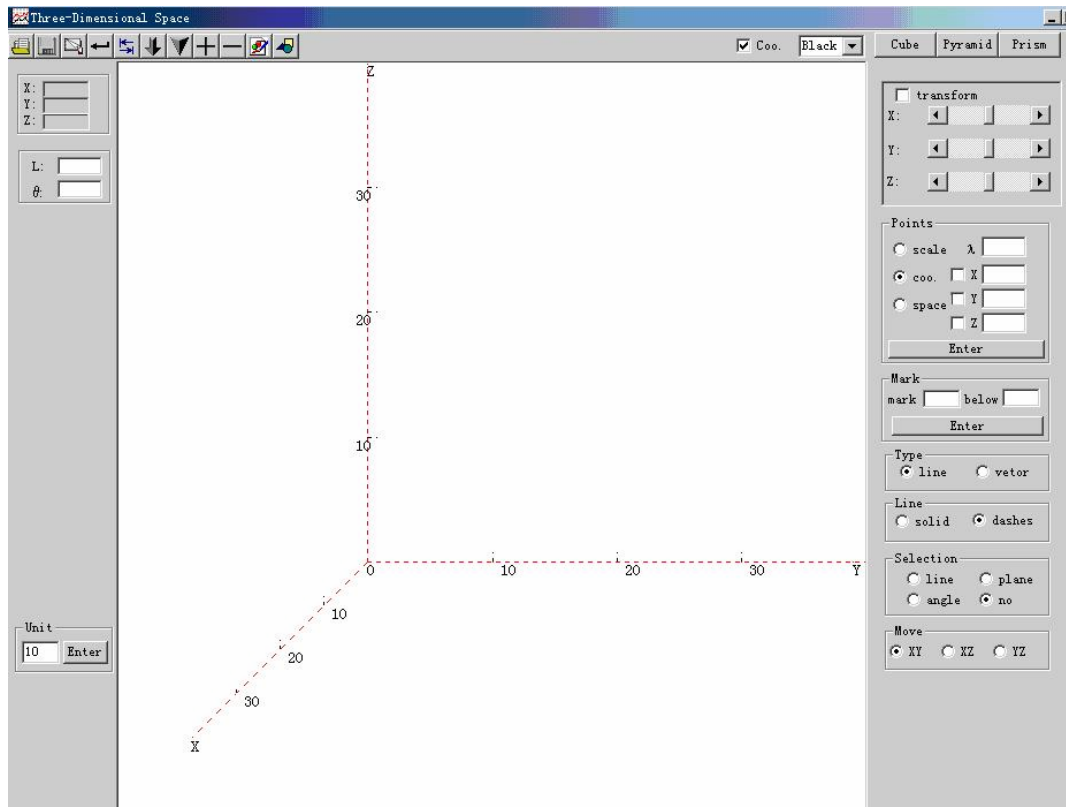 Three-Dimensional Space
Coo. Black Cube Pyramid Prism
X:
Y:
Z:
L:
θ:
Unit
10 Enter
Z
30
20
10
0 10 20 30 Y
10
20
30
X
transform
X:
Y:
Z:
Points
scale λ
coo. X
space Y
Z
Enter
Mark
mark below
Enter
Type
line vetor
Line
solid dashes
Selection
line plane
angle no
Move
XY XZ YZ